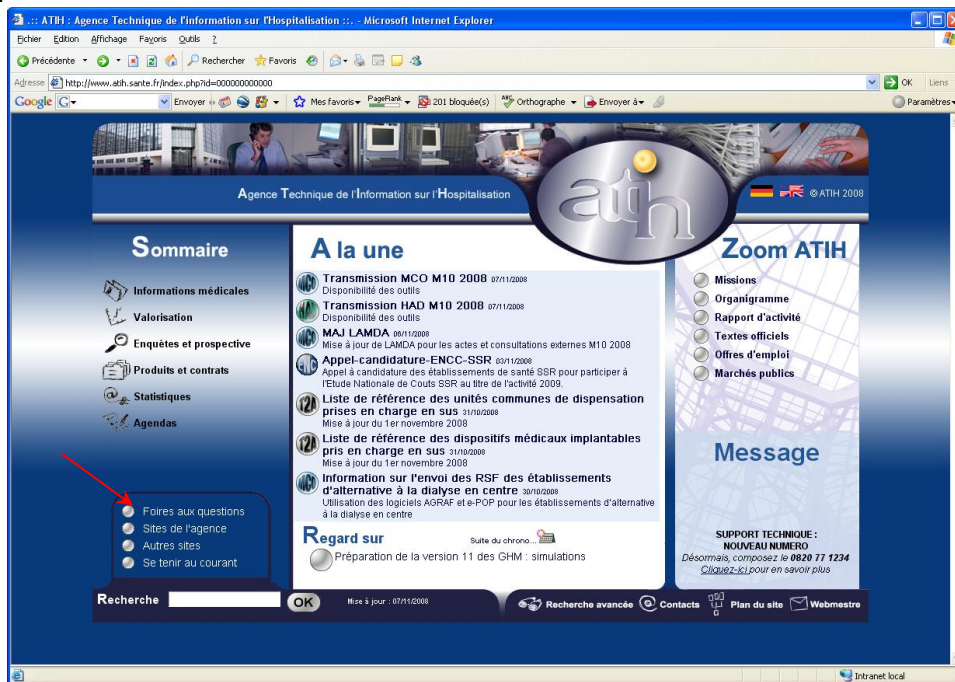 .:: ATIH : Agence Technique de l'information sur l'Hospitalisation ::. - Microsoft Internet Explorer
Fichier Edition Affichage Favoris Outils ?
Précédente Rechercher Favoris
Adresse http://www.atih.sante.fr/index.php?id=000000000000 OK Liens
Google G Envoyer Mes favoris PageRank 201 bloquée(s) Orthographe Envoyer à Paramètres
atih
Agence Technique de l'Information sur l'Hospitalisation
© ATIH 2008
Sommaire
Informations médicales
Valorisation
Enquêtes et prospective
Produits et contrats
Statistiques
Agendas
Foires aux questions
Sites de l'agence
Autres sites
Se tenir au courant
A la une
Transmission MCO M10 2008 07/11/2008
Disponibilité des outils
Transmission HAD M10 2008 07/11/2008
Disponibilité des outils
MAJ LAMDA 06/11/2008
Mise à jour de LAMDA pour les actes et consultations externes M10 2008
Appel-candidature-ENCC-SSR 03/11/2008
Appel à candidature des établissements de santé SSR pour participer à
l'Etude Nationale de Couts SSR au titre de l'activité 2009.
T2A Liste de référence des unités communes de dispensation
prises en charge en sus 31/10/2008
Mise à jour du 1er novembre 2008
T2A Liste de référence des dispositifs médicaux implantables
pris en charge en sus 31/10/2008
Mise à jour du 1er novembre 2008
Information sur l'envoi des RSF des établissements
d'alternative à la dialyse en centre 30/10/2008
Utilisation des logiciels AGRAF et e-POP pour les établissements d'alternative
à la dialyse en centre
Regard sur Suite du chrono...
Préparation de la version 11 des GHM : simulations
Zoom ATIH
Missions
Organigramme
Rapport d'activité
Textes officiels
Offres d'emploi
Marchés publics
Message
SUPPORT TECHNIQUE :
NOUVEAU NUMERO
Désormais, composez le 0820 77 1234
Cliquez-ici pour en savoir plus
Recherche OK Mise à jour : 07/11/2008 Recherche avancée Contacts Plan du site Webmestre
Intranet local